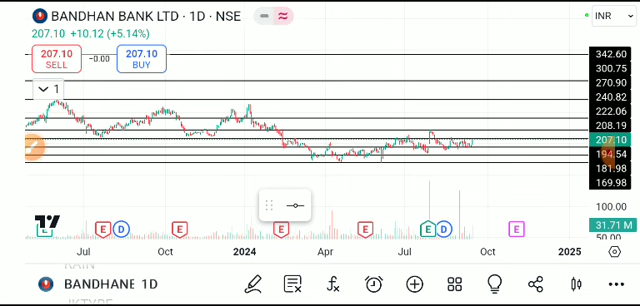 BANDHAN BANK LTD · 1D · NSE
INR
207.10 +10.12 (+5.14%)
207.10
SELL
−0.00
207.10
BUY
1
342.60
300.75
270.90
240.82
222.06
208.19
207.10
194.54
181.98
169.98
100.00
31.71 M
50.00
E
E
D
E
E
E
E
D
E
Jul
Oct
2024
Apr
Jul
Oct
2025
BANDHANB 1D